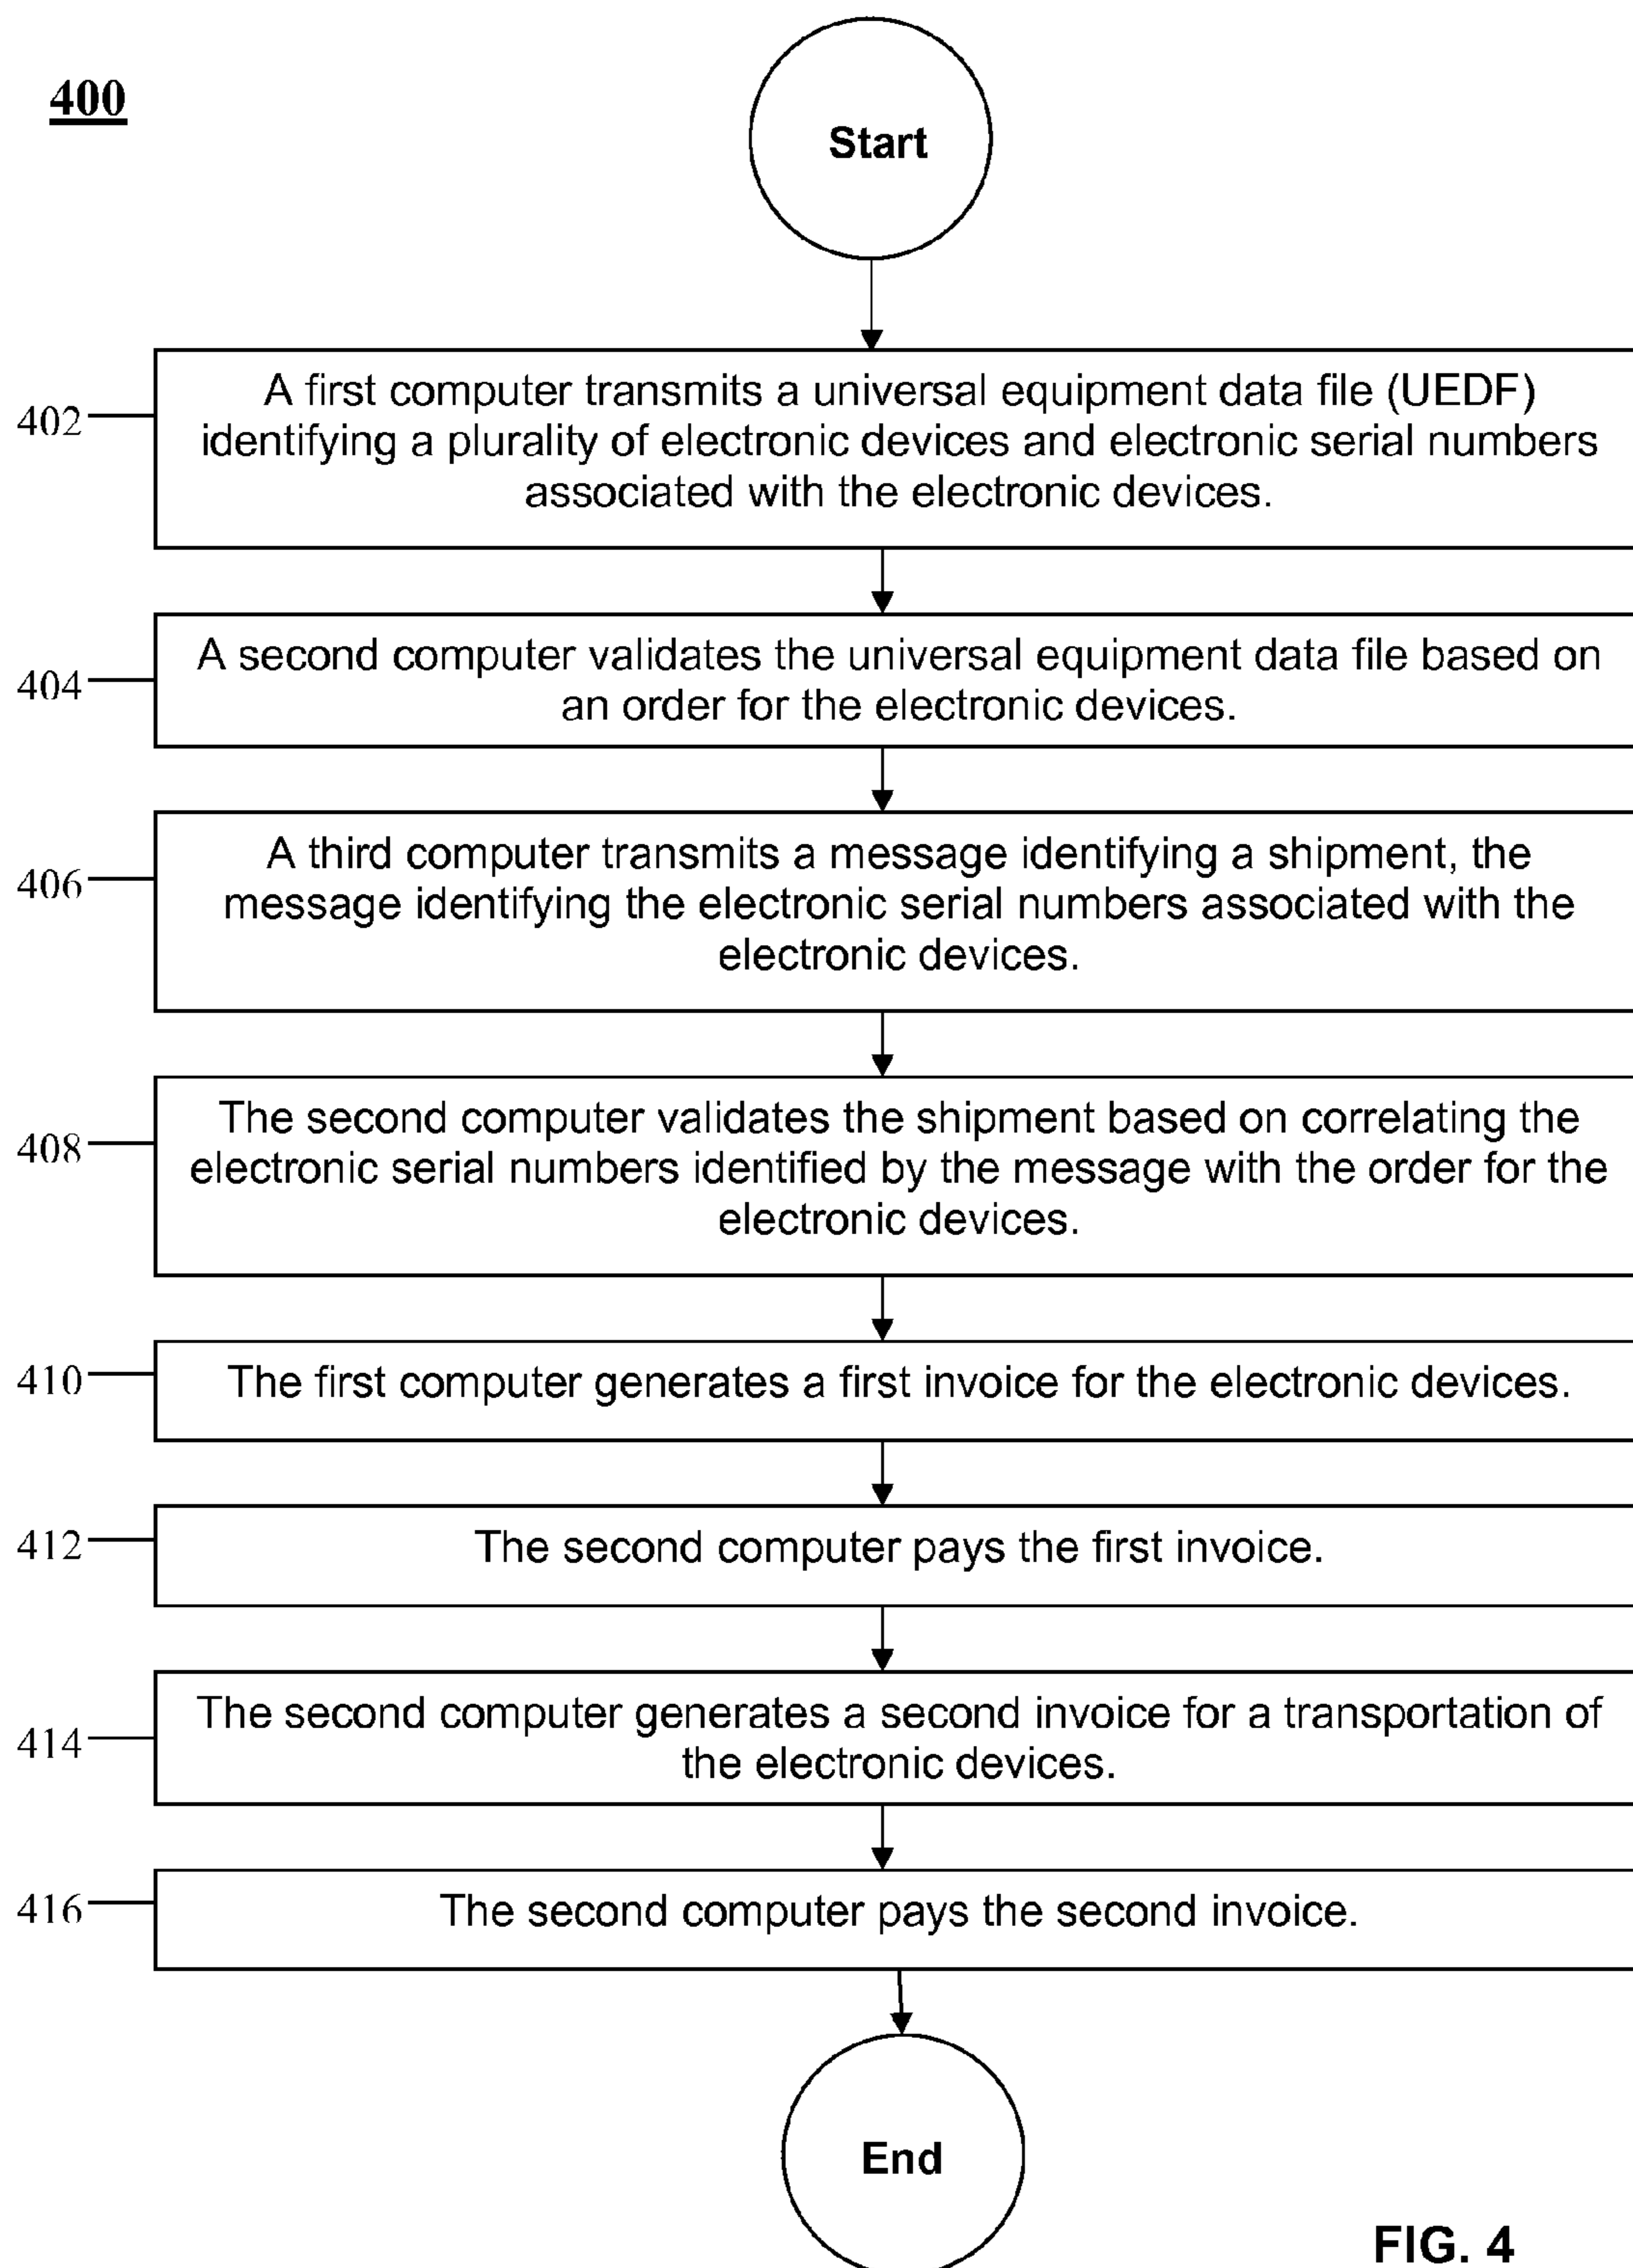 400
Start
402
A first computer transmits a universal equipment data file (UEDF)
identifying a plurality of electronic devices and electronic serial numbers
associated with the electronic devices.
404
A second computer validates the universal equipment data file based on
an order for the electronic devices.
406
A third computer transmits a message identifying a shipment, the
message identifying the electronic serial numbers associated with the
electronic devices.
408
The second computer validates the shipment based on correlating the
electronic serial numbers identified by the message with the order for the
electronic devices.
410
The first computer generates a first invoice for the electronic devices.
412
The second computer pays the first invoice.
414
The second computer generates a second invoice for a transportation of
the electronic devices.
416
The second computer pays the second invoice.
End
FIG. 4